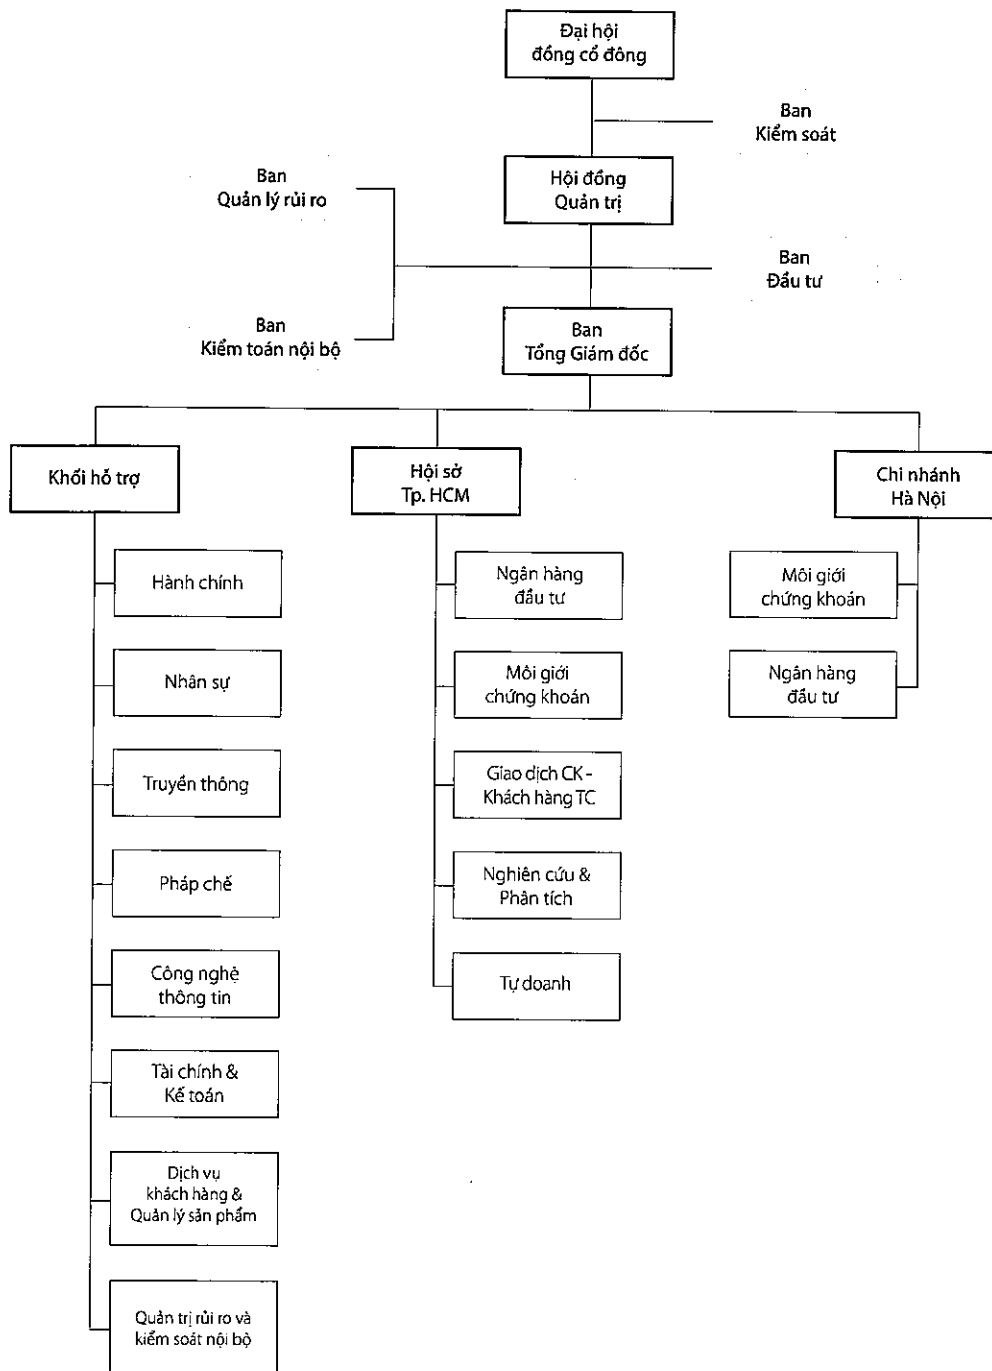 Đại hội
đồng cổ đông
Ban
Kiểm soát
Hội đồng
Quản trị
Ban
Quản lý rủi ro
Ban
Đầu tư
Ban
Kiểm toán nội bộ
Ban
Tổng Giám đốc
Khối hỗ trợ
Hội sở
Tp. HCM
Chi nhánh
Hà Nội
Hành chính
Nhân sự
Truyền thông
Pháp chế
Công nghệ
thông tin
Tài chính &
Kế toán
Dịch vụ
khách hàng &
Quản lý sản phẩm
Quản trị rủi ro và
kiểm soát nội bộ
Ngân hàng
đầu tư
Môi giới
chứng khoán
Giao dịch CK -
Khách hàng TC
Nghiên cứu &
Phân tích
Tự doanh
Môi giới
chứng khoán
Ngân hàng
đầu tư